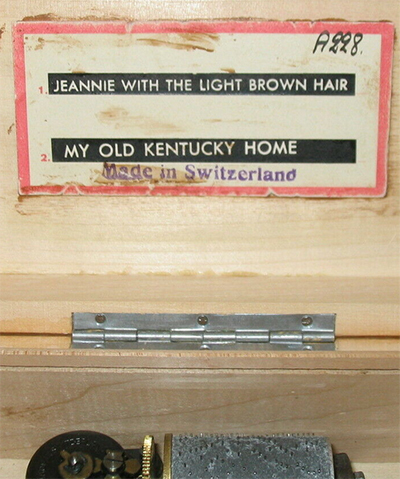 A228.
1. JEANNIE WITH THE LIGHT BROWN HAIR
2. MY OLD KENTUCKY HOME
Made in Switzerland